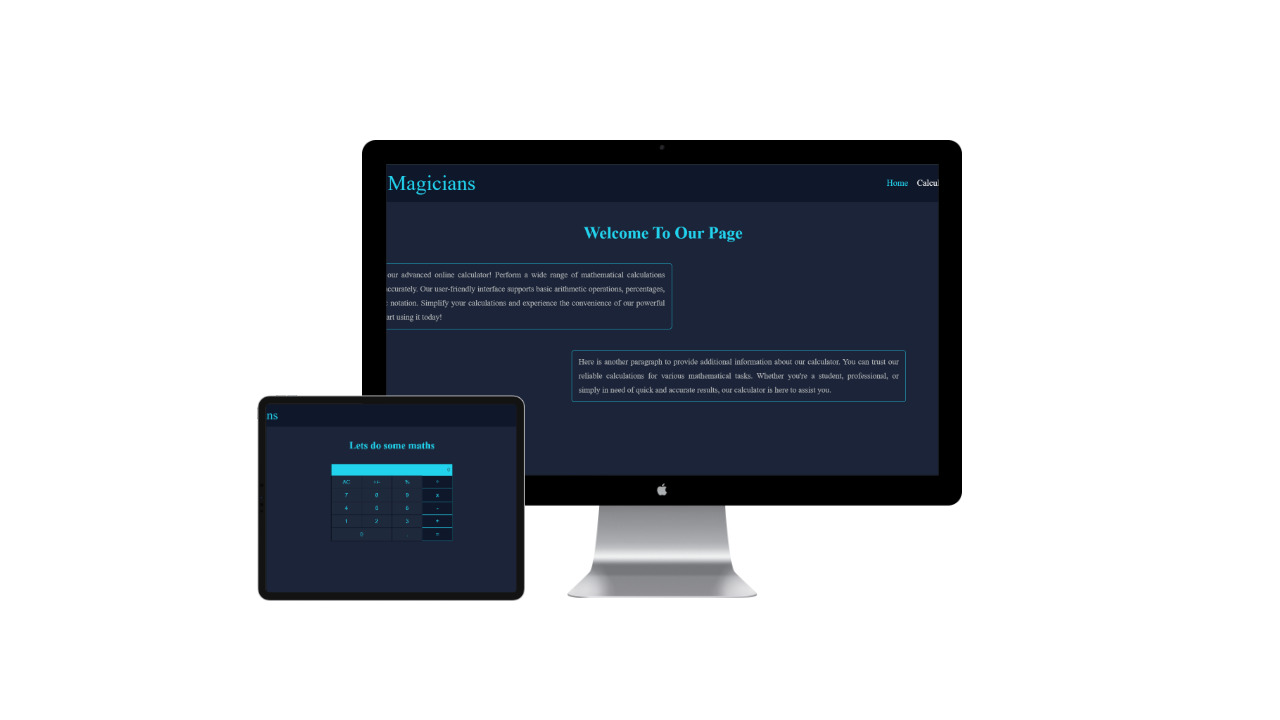 Magicians
Home Calcul
Welcome To Our Page
our advanced online calculator! Perform a wide range of mathematical calculations
ccurately. Our user-friendly interface supports basic arithmetic operations, percentages,
notation. Simplify your calculations and experience the convenience of our powerful
art using it today!
Here is another paragraph to provide additional information about our calculator. You can trust our
reliable calculations for various mathematical tasks. Whether you're a student, professional, or
simply in need of quick and accurate results, our calculator is here to assist you.
ns
Lets do some maths
AC +/- % ÷
7 8 9 x
4 5 6 -
1 2 3 +
0 . =